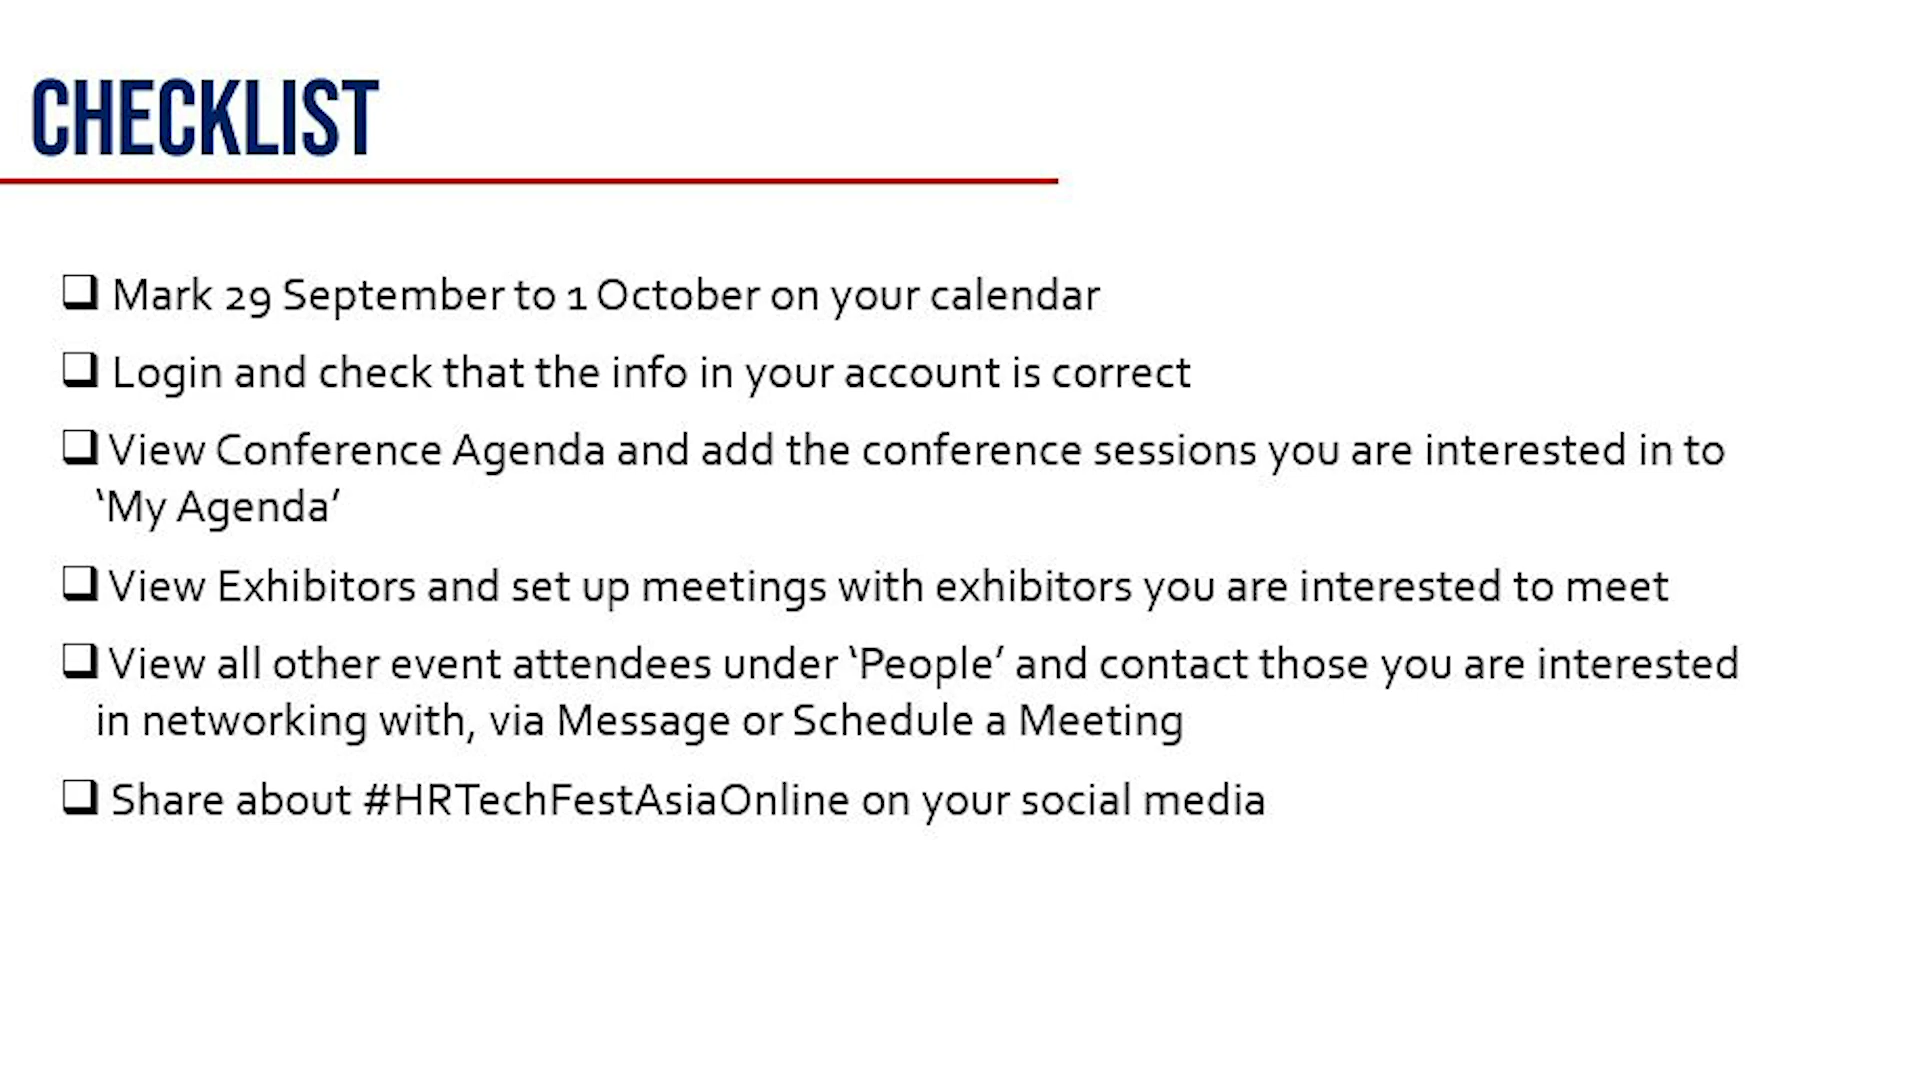 CHECKLIST
❑ Mark 29 September to 1 October on your calendar
❑ Login and check that the info in your account is correct
❑ View Conference Agenda and add the conference sessions you are interested in to
‘My Agenda’
❑ View Exhibitors and set up meetings with exhibitors you are interested to meet
❑ View all other event attendees under ‘People’ and contact those you are interested
in networking with, via Message or Schedule a Meeting
❑ Share about #HRTechFestAsiaOnline on your social media